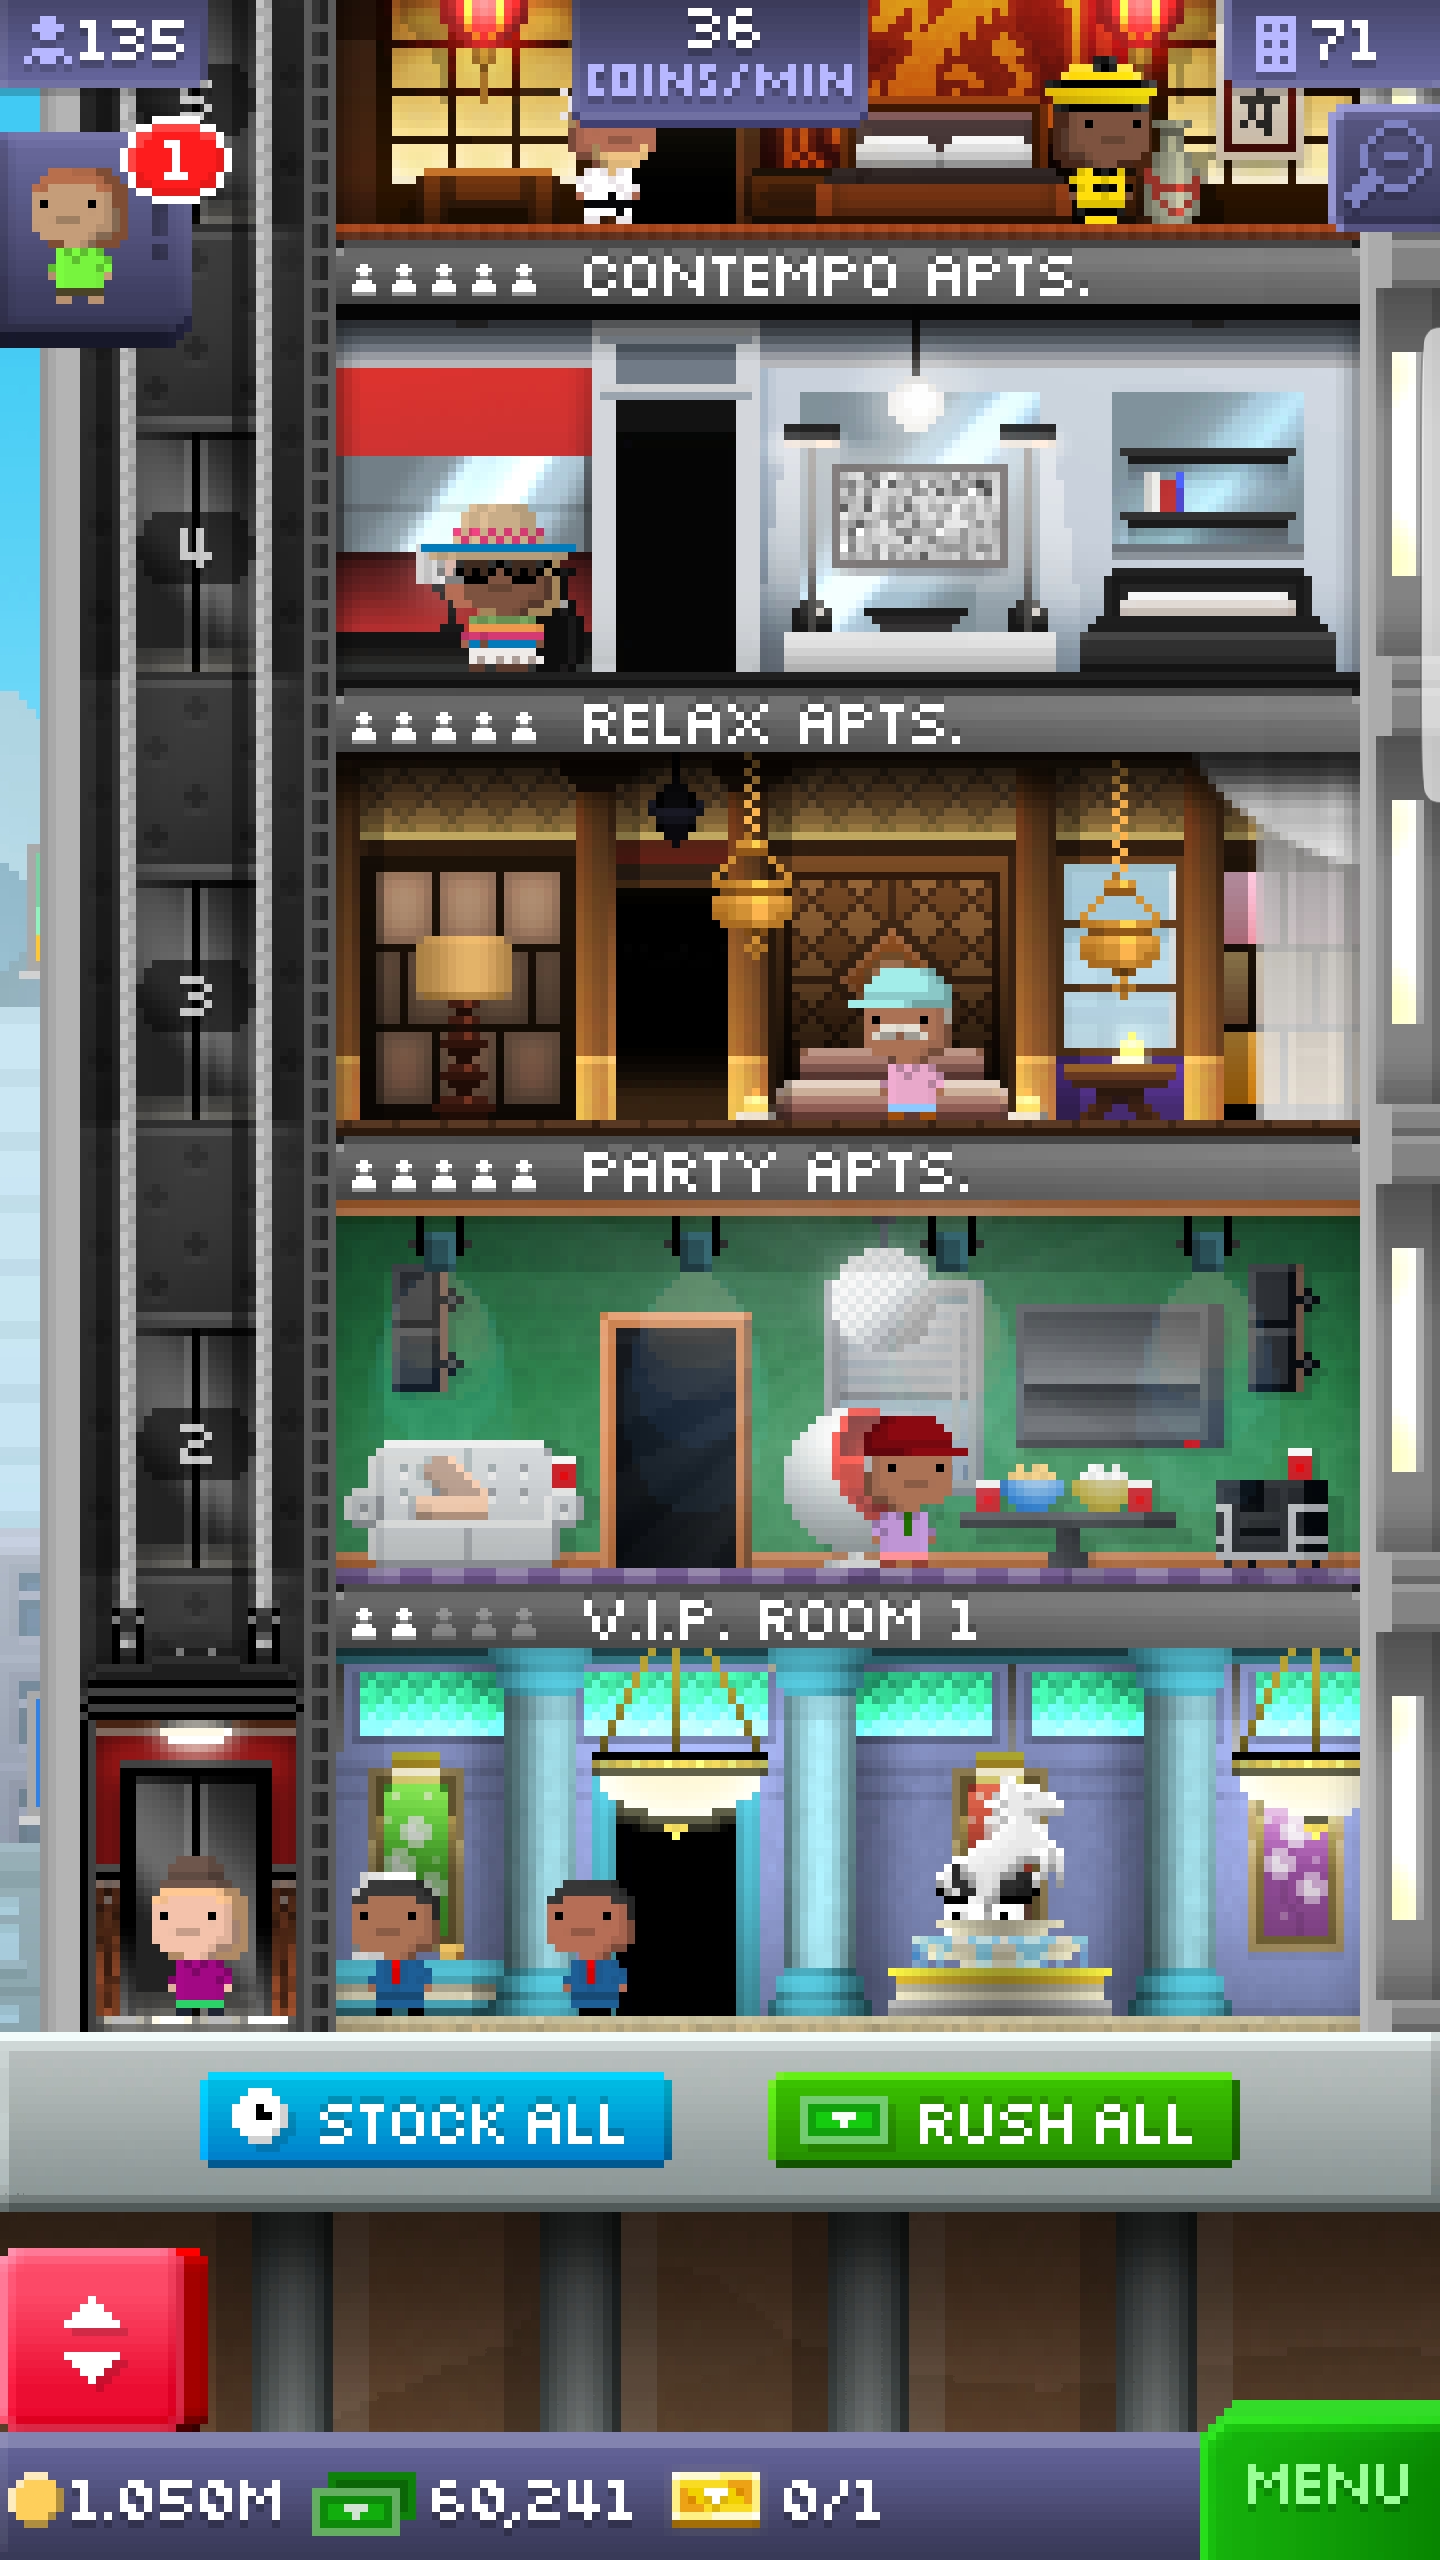 135
36
COINS/MIN
71
1
5
CONTEMPO APTS.
4
RELAX APTS.
3
PARTY APTS.
2
V.I.P. ROOM 1
STOCK ALL
RUSH ALL
1.050M
60,241
0/1
MENU